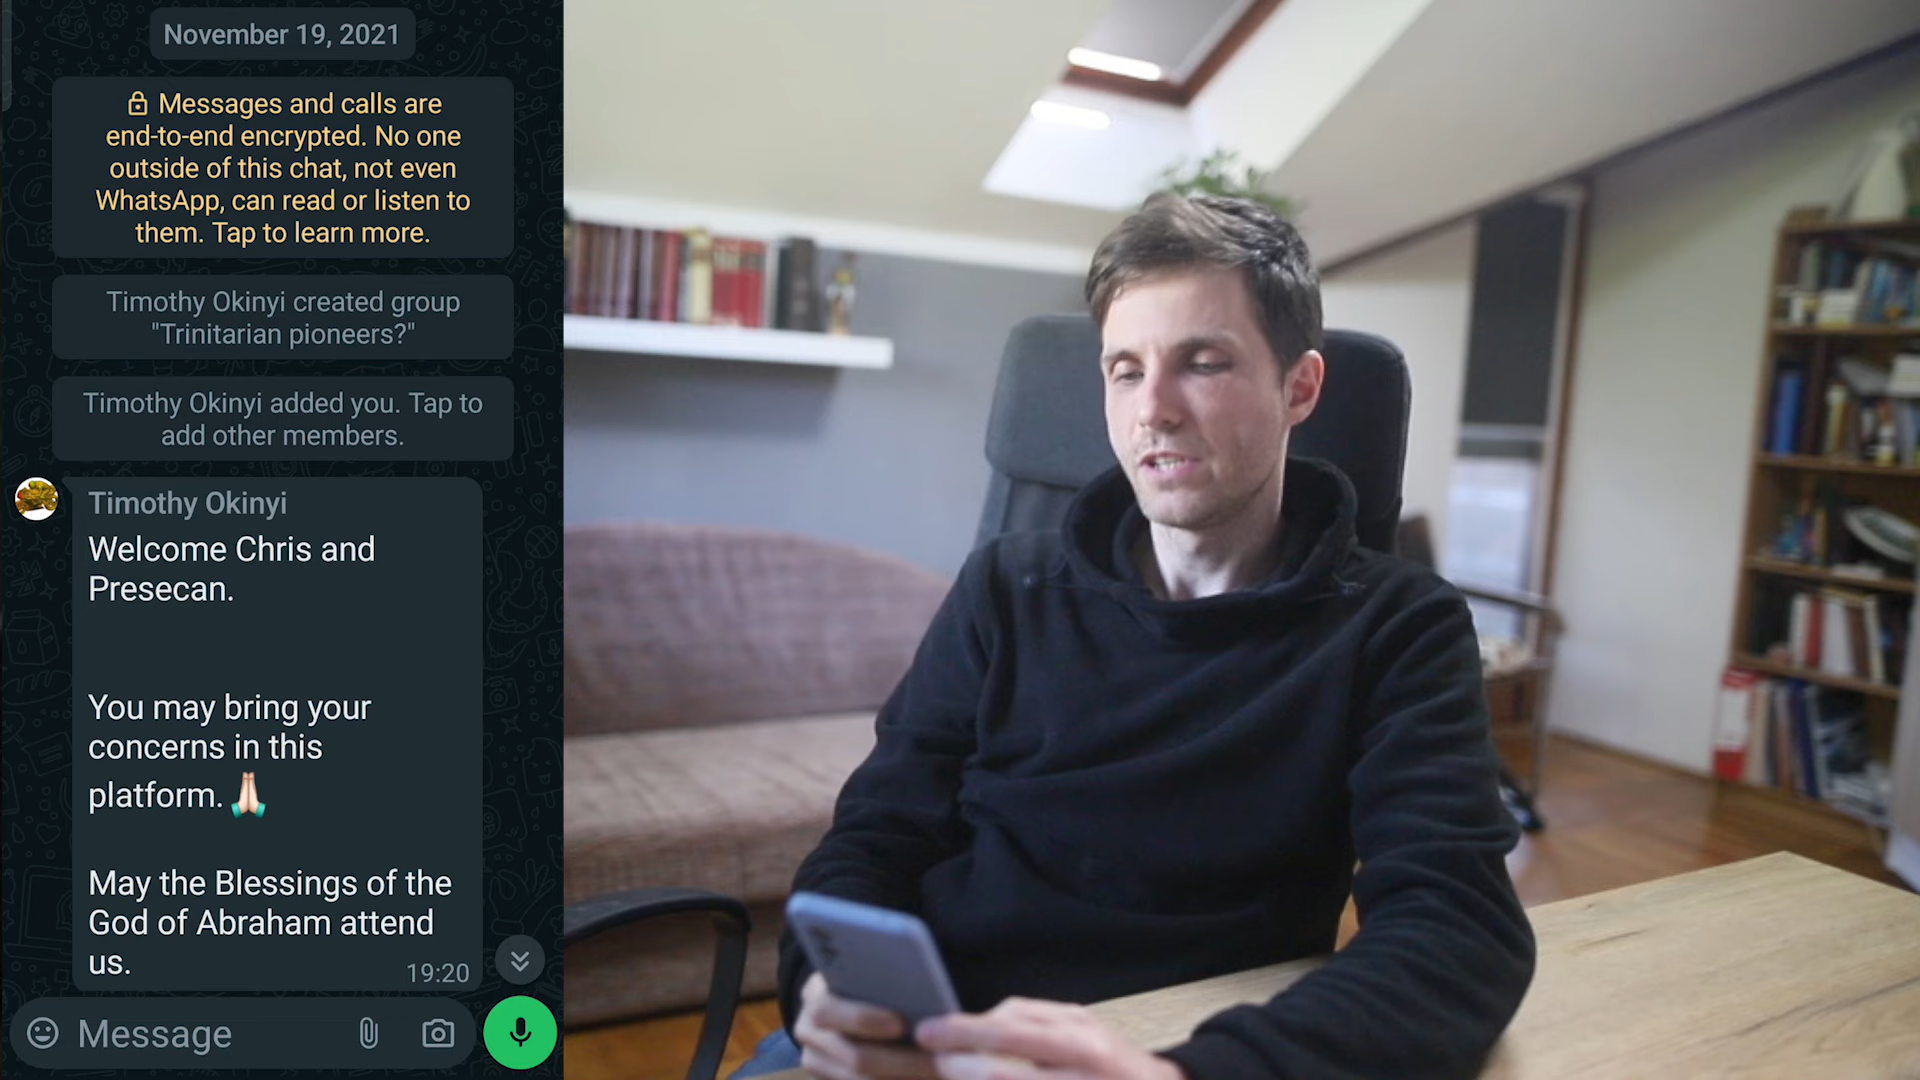 November 19, 2021
Messages and calls are
end-to-end encrypted. No one
outside of this chat, not even
WhatsApp, can read or listen to
them. Tap to learn more.
Timothy Okinyi created group
"Trinitarian pioneers?"
Timothy Okinyi added you. Tap to
add other members.
Timothy Okinyi
Welcome Chris and
Presecan.
You may bring your
concerns in this
platform.🙏🏻
May the Blessings of the
God of Abraham attend
us.
19:20
Message